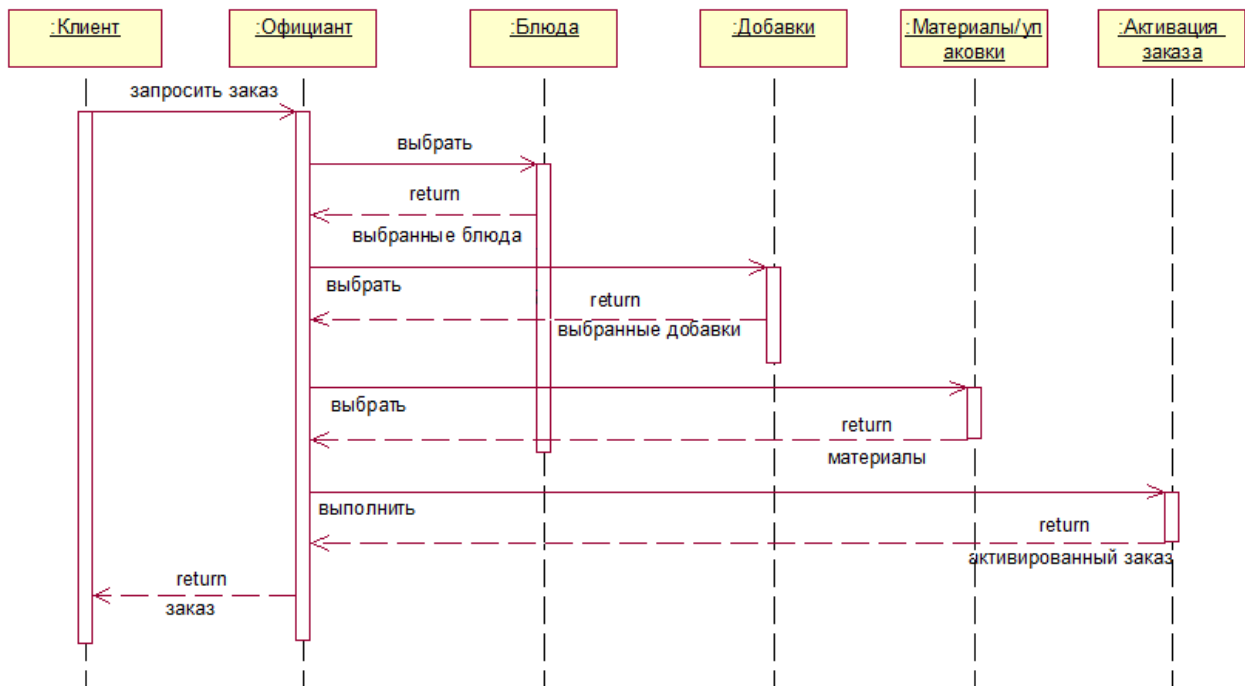 :Клиент
:Официант
:Блюда
:Добавки
:Материалы/уп
аковки
:Активация
заказа
запросить заказ
выбрать
return
выбранные блюда
выбрать
return
выбранные добавки
выбрать
return
материалы
выполнить
return
активированный заказ
return
заказ